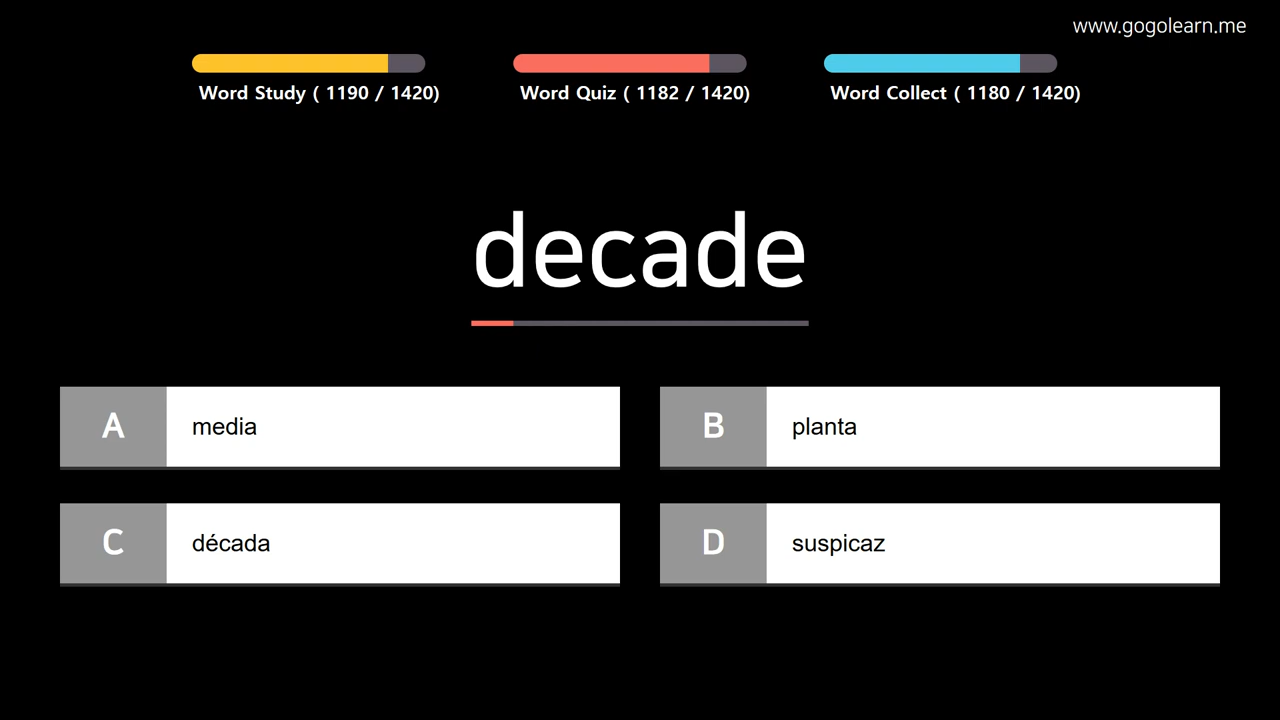 www.gogolearn.me
Word Study ( 1190 / 1420)
Word Quiz ( 1182 / 1420)
Word Collect ( 1180 / 1420)
decade
A media
B planta
C década
D suspicaz